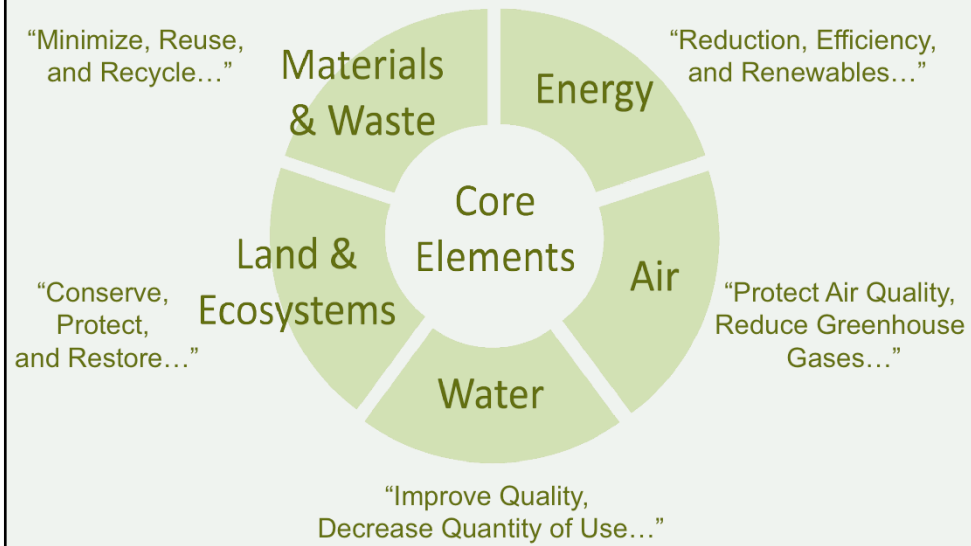 “Minimize, Reuse,
and Recycle…”
Materials
& Waste
Energy
“Reduction, Efficiency,
and Renewables…”
Core
Elements
Land &
Ecosystems
Air
“Conserve,
Protect,
and Restore…”
“Protect Air Quality,
Reduce Greenhouse
Gases…”
Water
“Improve Quality,
Decrease Quantity of Use…”